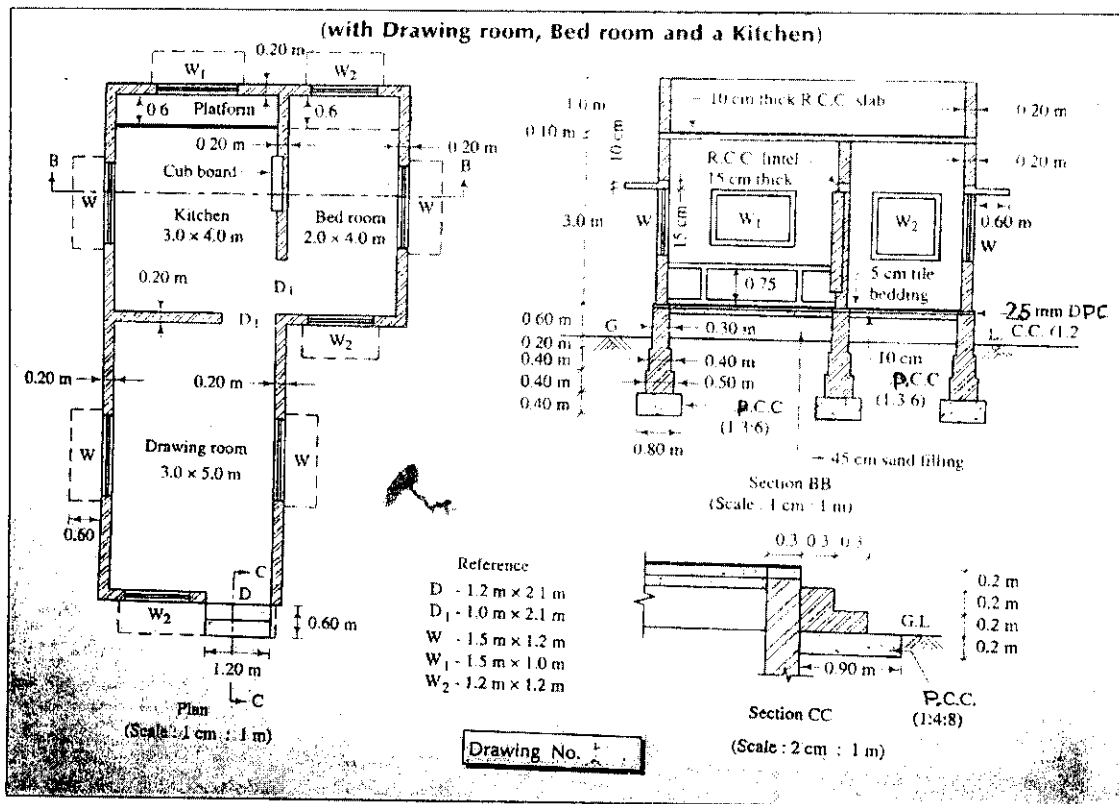 (with Drawing room, Bed room and a Kitchen)
0.20 m
W1
W2
0.6
Platform
0.6
0.20 m
0.20 m
B
Cub board
B
W
Kitchen
3.0 × 4.0 m
Bed room
2.0 × 4.0 m
W
0.20 m
D1
D1
W2
0.20 m
0.20 m
W
Drawing room
3.0 × 5.0 m
W
0.60
C
D
W2
0.60 m
1.20 m
C
Plan
(Scale : 1 cm : 1 m)
1.0 m
10 cm thick R.C.C. slab
0.20 m
0.10 m
10 cm
R.C.C. lintel
15 cm thick
0.20 m
3.0 m
W
15 cm
W1
W2
0.60 m
W
0.75
5 cm tile
bedding
25 mm DPC
C.C. (1.2
0.60 m
G
0.30 m
0.20 m
0.40 m
0.40 m
0.40 m
0.50 m
0.40 m
10 cm
P.C.C
(1:3:6)
P.C.C
(1:3:6)
0.80 m
45 cm sand filling
Section BB
(Scale : 1 cm : 1 m)
Reference
D - 1.2 m × 2.1 m
D1 - 1.0 m × 2.1 m
W - 1.5 m × 1.2 m
W1 - 1.5 m × 1.0 m
W2 - 1.2 m × 1.2 m
0.3 0.3 0.3
0.2 m
0.2 m
G.L
0.2 m
0.2 m
0.90 m
P.C.C.
(1:4:8)
Section CC
(Scale : 2 cm : 1 m)
Drawing No.